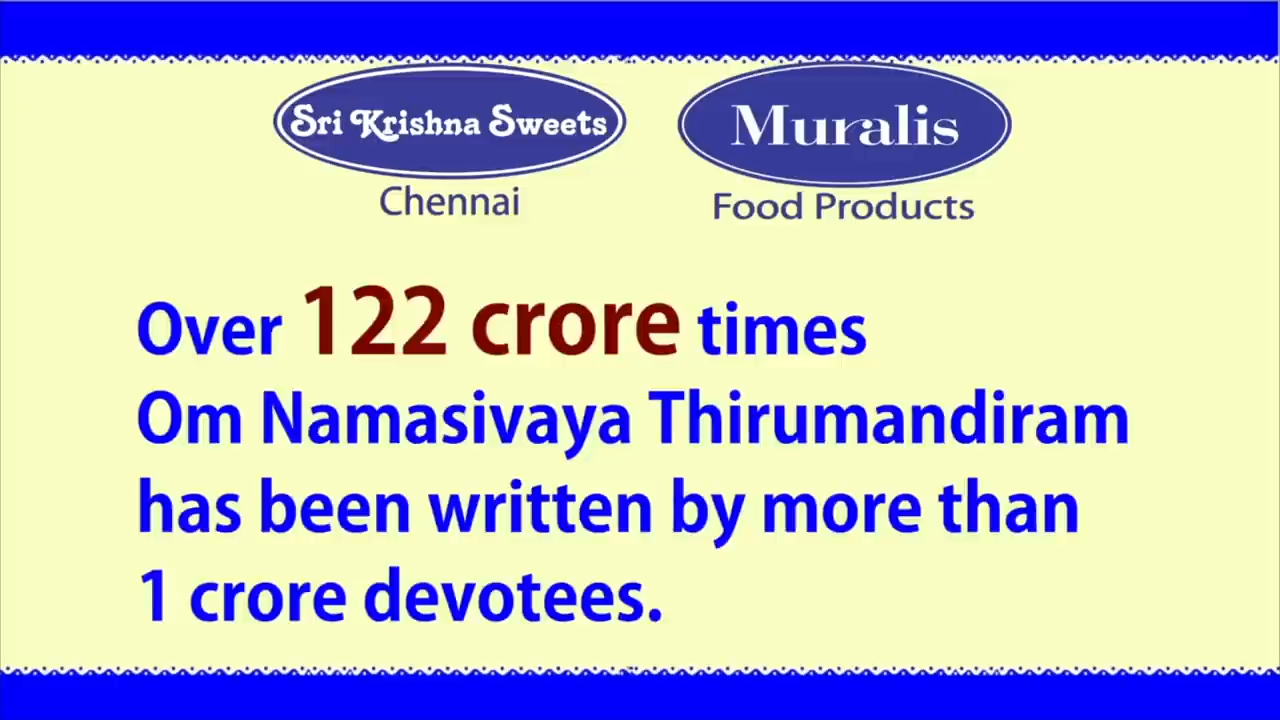 Sri Krishna Sweets
Chennai
Muralis
Food Products
Over 122 crore times
Om Namasivaya Thirumandiram
has been written by more than
1 crore devotees.